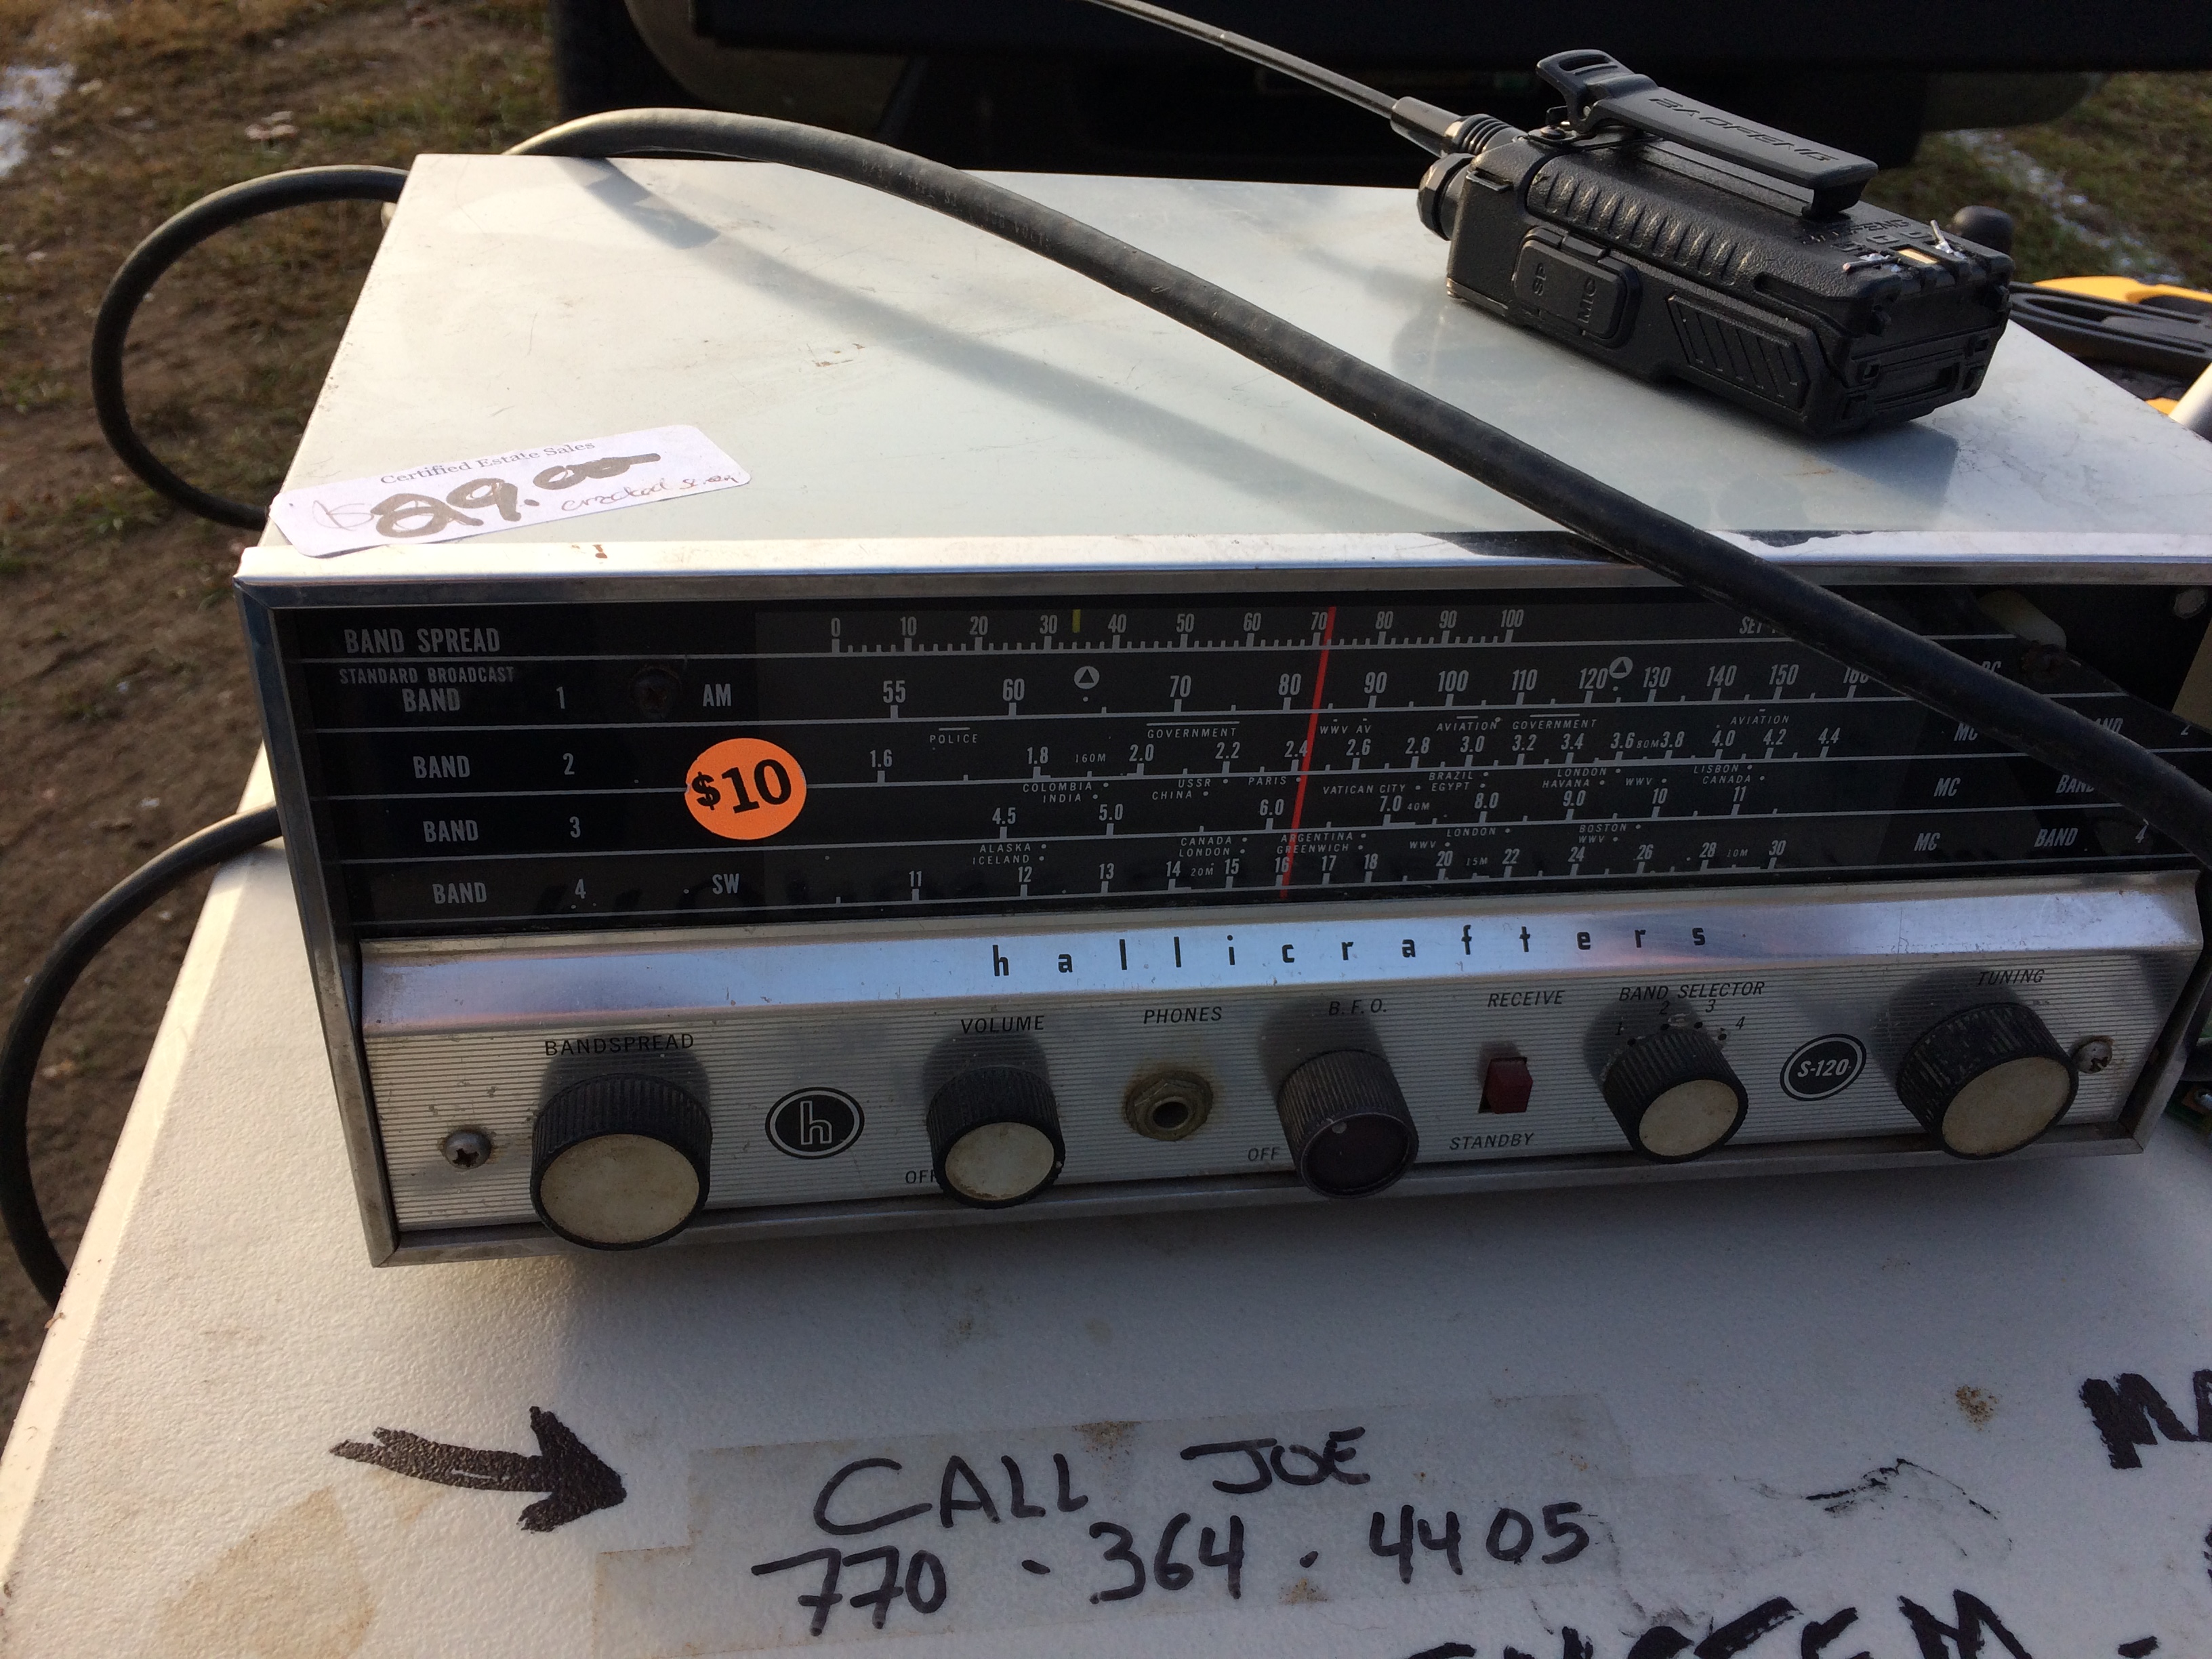 BAOFENG
SP.
MIC
Certified Estate Sales
$29.00
cracked
BAND SPREAD
0 10 20 30 40 50 60 70 80 90 100
STANDARD BROADCAST
BAND 1 AM
55 60 70 80 90 100 110 120 130 140 150 160
POLICE GOVERNMENT WWV AV AVIATION GOVERNMENT AVIATION
BAND 2
1.6 1.8 160M 2.0 2.2 2.4 2.6 2.8 3.0 3.2 3.4 3.6 80M 3.8 4.0 4.2 4.4 MC 2
$10
COLOMBIA USSR PARIS VATICAN CITY BRAZIL LONDON WWV LISBON
INDIA CHINA EGYPT HAVANA CANADA
BAND 3
4.5 5.0 6.0 7.0 40M 8.0 9.0 10 11 MC
ALASKA CANADA ARGENTINA WWV LONDON BOSTON
ICELAND LONDON GREENWICH WWV
BAND 4 SW
11 12 13 14 20M 15 16 17 18 20 15M 22 24 26 28 10M 30 MC BAND 4
hallicrafters
BANDSPREAD VOLUME PHONES B.F.O. RECEIVE BAND SELECTOR TUNING
1 2 3 4
h S-120
OFF OFF STANDBY
CALL JOE
770-364.4405